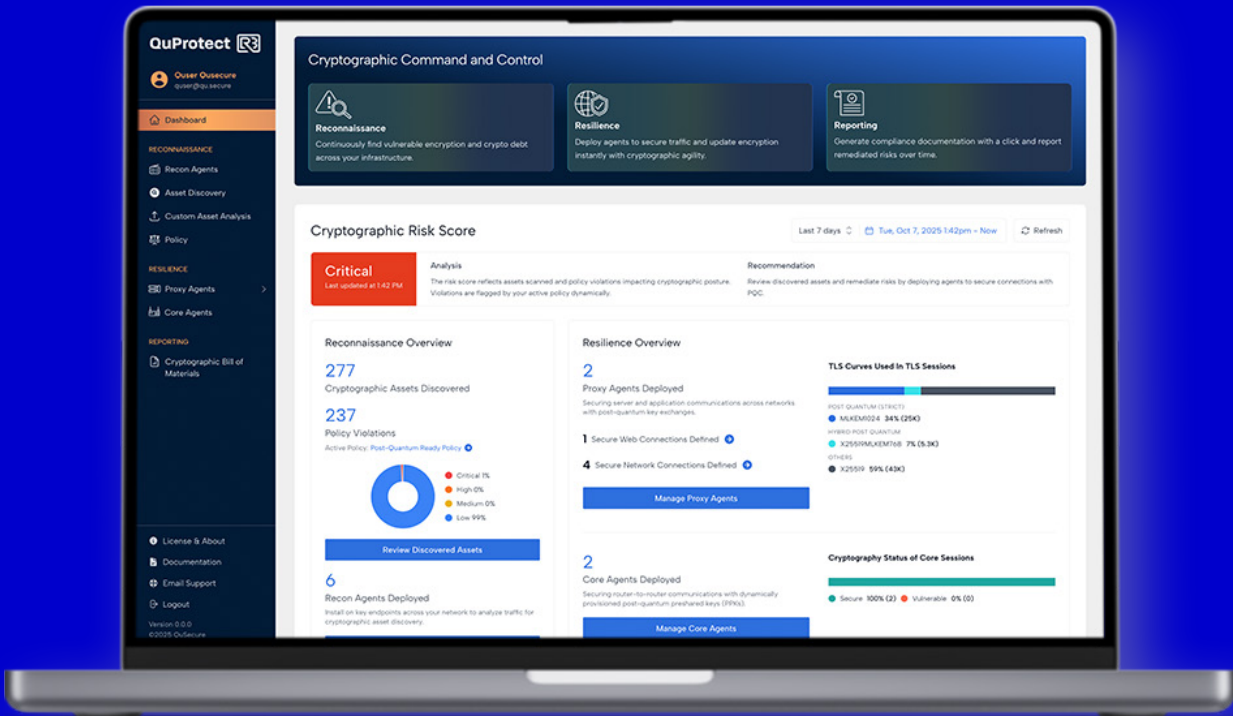 QuProtect R3
Quser Qusecure
quser@qu.secure
Dashboard
RECONNAISSANCE
Recon Agents
Asset Discovery
Custom Asset Analysis
Policy
RESILIENCE
Proxy Agents
Core Agents
REPORTING
Cryptographic Bill of
Materials
License & About
Documentation
Email Support
Logout
Version 0.0.0
©2025 QuSecure
Cryptographic Command and Control
Reconnaissance
Continuously find vulnerable encryption and crypto debt
across your infrastructure.
Resilience
Deploy agents to secure traffic and update encryption
instantly with cryptographic agility.
Reporting
Generate compliance documentation with a click and report
remediated risks over time.
Cryptographic Risk Score
Last 7 days
Tue, Oct 7, 2025 1:42pm - Now
Refresh
Critical
Last updated at 1:42 PM
Analysis
The risk score reflects assets scanned and policy violations impacting cryptographic posture.
Violations are flagged by your active policy dynamically.
Recommendation
Review discovered assets and remediate risks by deploying agents to secure connections with
PQC.
Reconnaissance Overview
277
Cryptographic Assets Discovered
237
Policy Violations
Active Policy: Post-Quantum Ready Policy
Critical 1%
High 0%
Medium 0%
Low 99%
Review Discovered Assets
6
Recon Agents Deployed
Install on key endpoints across your network to analyze traffic for
cryptographic asset discovery.
Resilience Overview
2
Proxy Agents Deployed
Securing server and application communications across networks
with post-quantum key exchanges.
1 Secure Web Connections Defined
4 Secure Network Connections Defined
Manage Proxy Agents
TLS Curves Used In TLS Sessions
POST QUANTUM (STRICT)
MLKEM1024 34% (25K)
HYBRID POST QUANTUM
X25519MLKEM768 7% (5.3K)
OTHERS
X25519 59% (43K)
2
Core Agents Deployed
Securing router-to-router communications with dynamically
provisioned post-quantum preshared keys (PPKs).
Manage Core Agents
Cryptography Status of Core Sessions
Secure 100% (2) Vulnerable 0% (0)